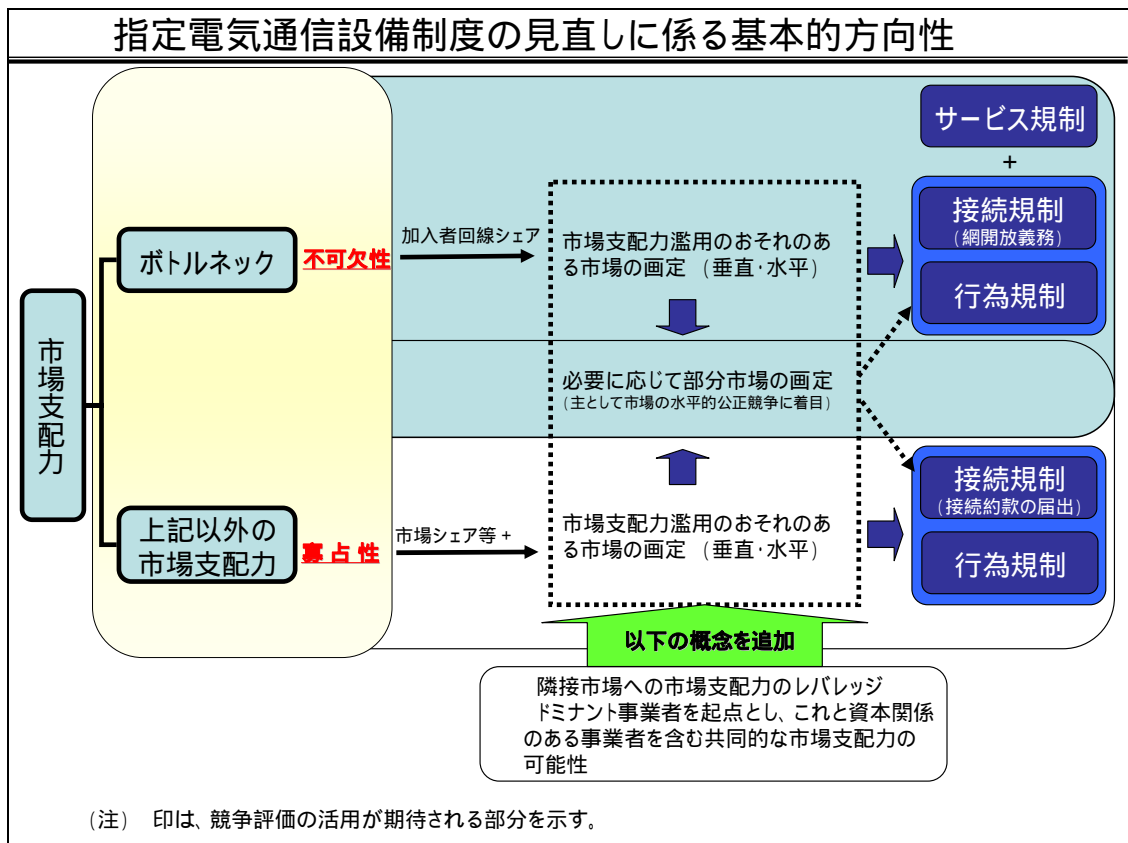 指定電気通信設備制度の見直しに係る基本的方向性
サービス規制
+
接続規制
(網開放義務)
行為規制
市場支配力
ボトルネック
不可欠性
加入者回線シェア
市場支配力濫用のおそれのあ
る市場の画定 (垂直・水平)
必要に応じて部分市場の画定
(主として市場の水平的公正競争に着目)
上記以外の
市場支配力
寡占性
市場シェア等 +
市場支配力濫用のおそれのあ
る市場の画定 (垂直・水平)
接続規制
(接続約款の届出)
行為規制
以下の概念を追加
隣接市場への市場支配力のレバレッジ
ドミナント事業者を起点とし、これと資本関係
のある事業者を含む共同的な市場支配力の
可能性
(注) 印は、競争評価の活用が期待される部分を示す。